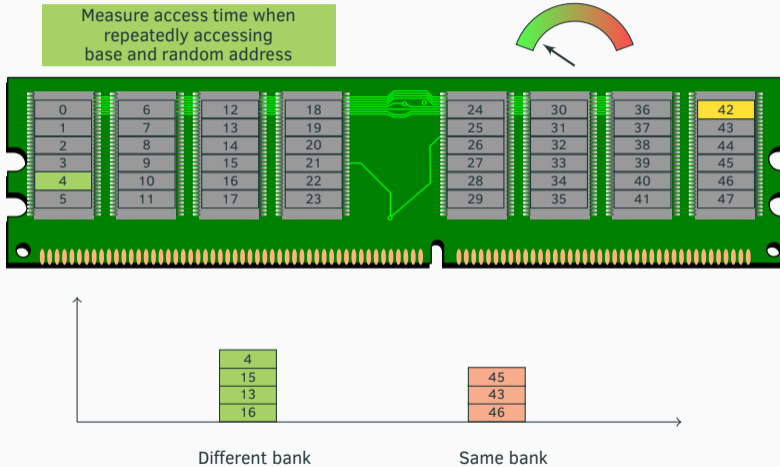 Measure access time when
repeatedly accessing
base and random address
0 6 12 18 24 30 36 42
1 7 13 19 25 31 37 43
2 8 14 20 26 32 38 44
3 9 15 21 27 33 39 45
4 10 16 22 28 34 40 46
5 11 17 23 29 35 41 47
4
15 45
13 43
16 46
Different bank Same bank